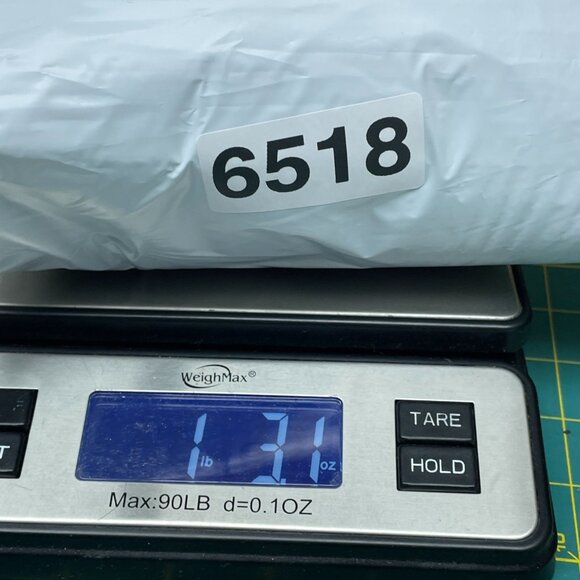 6518
WeighMax®
1 lb 3.1 oz
TARE
T
HOLD
Max:90LB d=0.1OZ